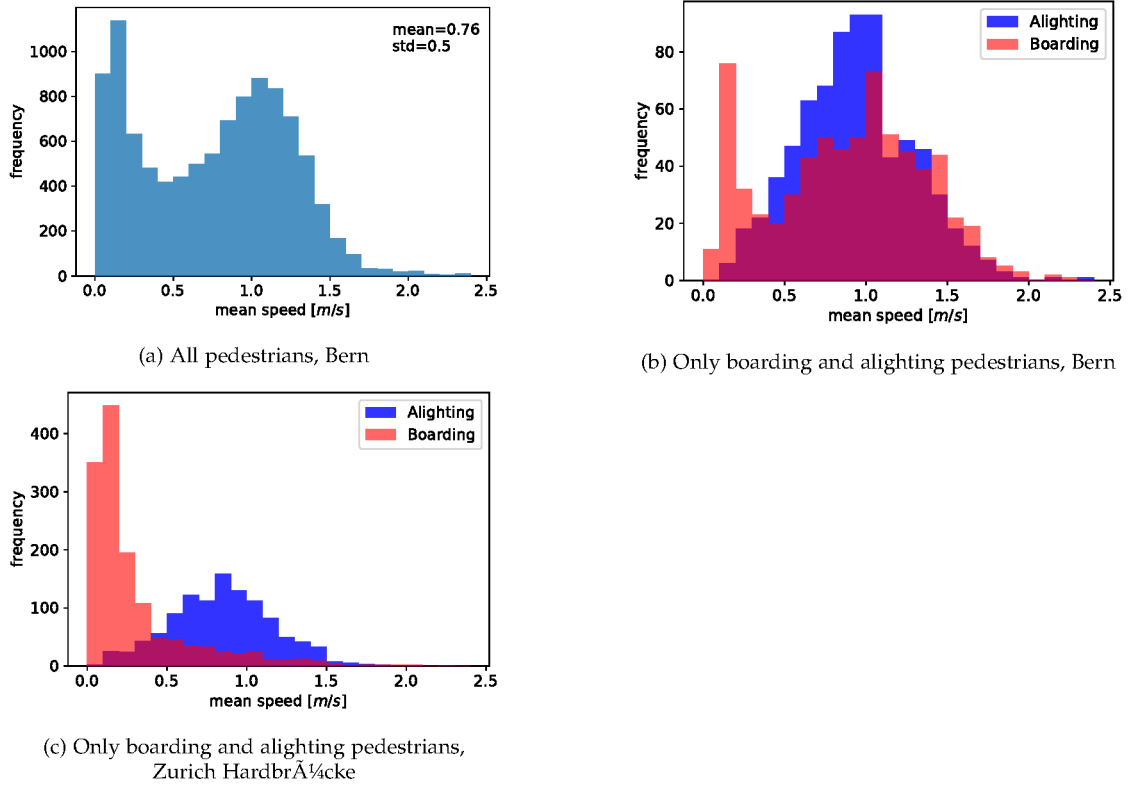 mean=0.76
std=0.5
frequency
1000
800
600
400
200
0
0.0 0.5 1.0 1.5 2.0 2.5
mean speed [m/s]
(a) All pedestrians, Bern
Alighting
Boarding
frequency
80
60
40
20
0
0.0 0.5 1.0 1.5 2.0 2.5
mean speed [m/s]
(b) Only boarding and alighting pedestrians, Bern
Alighting
Boarding
frequency
400
300
200
100
0
0.0 0.5 1.0 1.5 2.0 2.5
mean speed [m/s]
(c) Only boarding and alighting pedestrians,
Zurich HardbrÃ¼cke